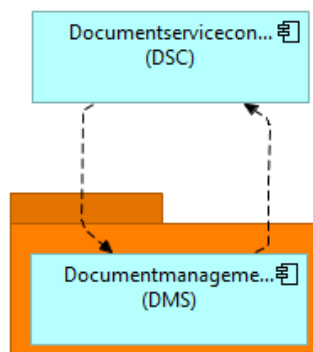 Documentservicecon...
(DSC)
Documentmanageme...
(DMS)